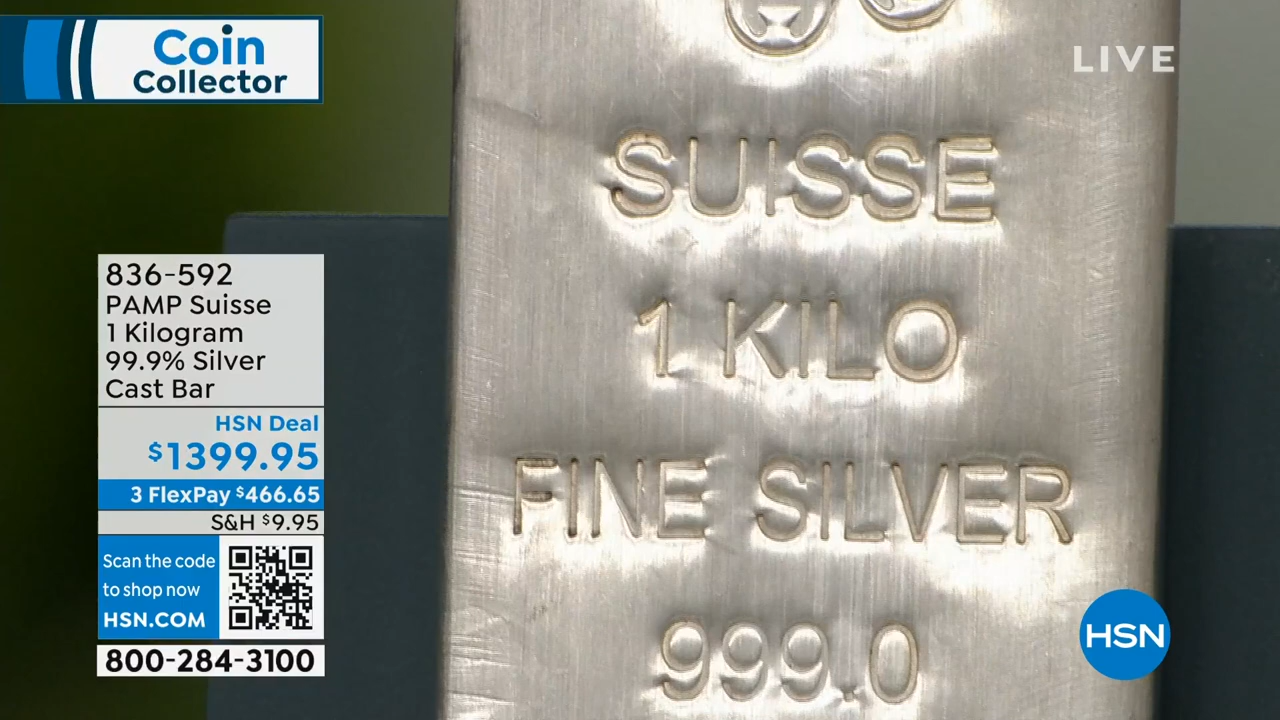 Coin
Collector
LIVE
SUISSE
1 KILO
FINE SILVER
999.0
836-592
PAMP Suisse
1 Kilogram
99.9% Silver
Cast Bar
HSN Deal
$1399.95
3 FlexPay $466.65
S&H $9.95
Scan the code
to shop now
HSN.COM
800-284-3100
HSN